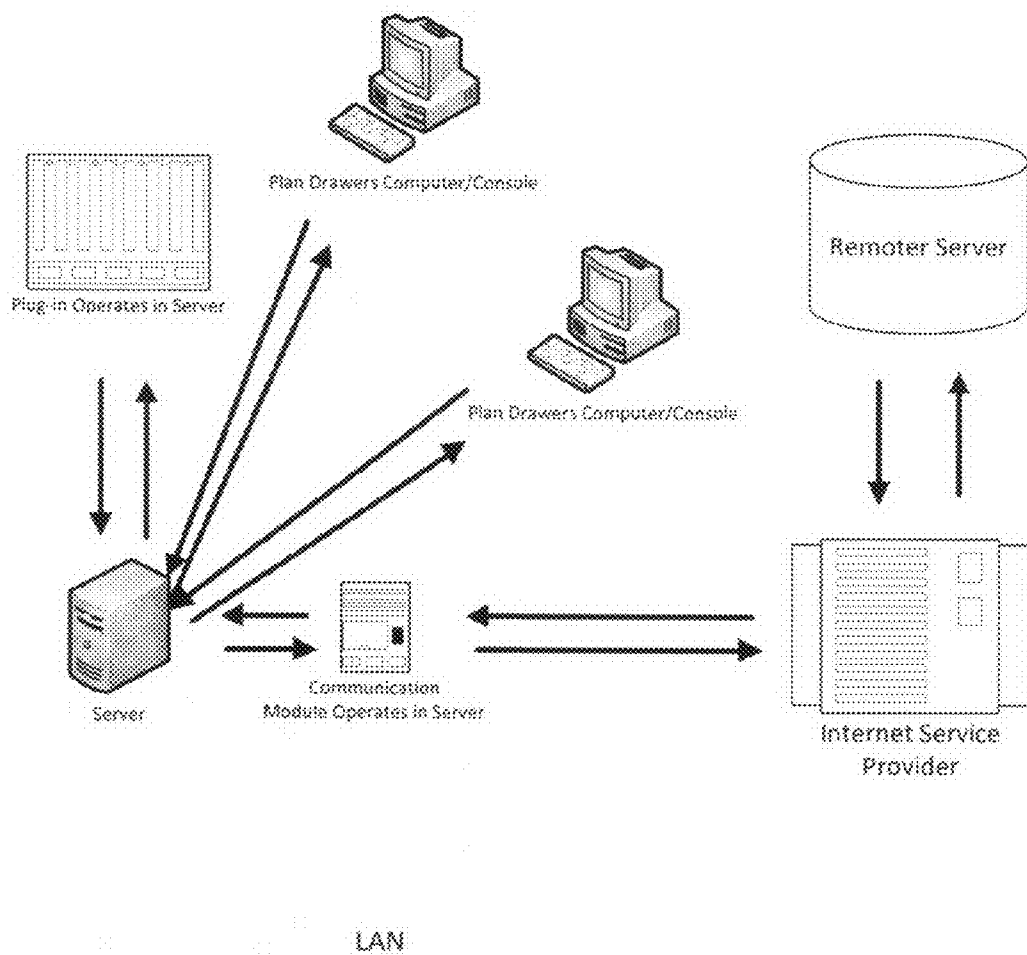 Plan Drawers Computer/Console
Remoter Server
Plug-in Operates in Server
Plan Drawers Computer/Console
Server
Communication
Module Operates in Server
Internet Service
Provider
LAN